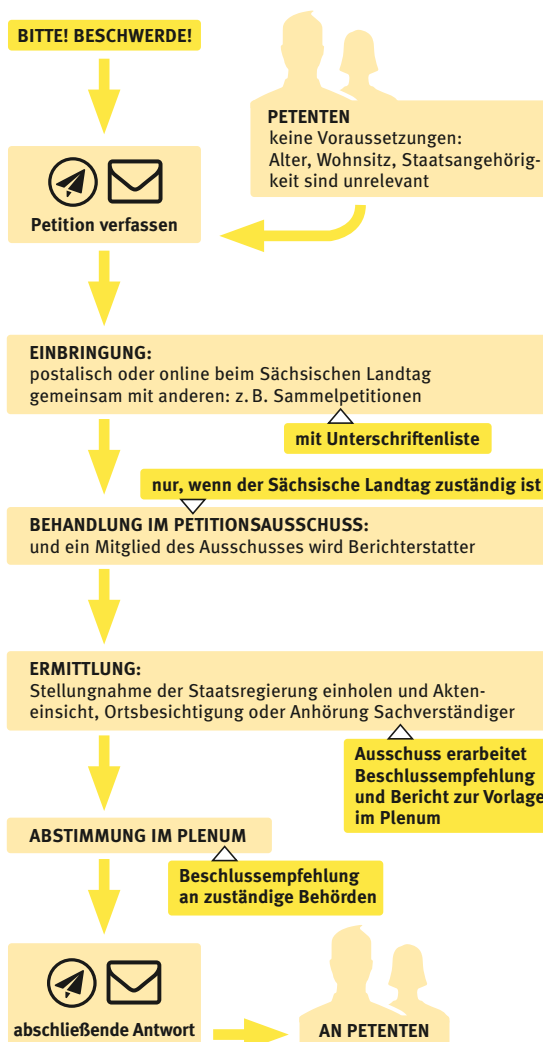 BITTE! BESCHWERDE!
PETENTEN
keine Voraussetzungen:
Alter, Wohnsitz, Staatsangehörig-
keit sind unrelevant
Petition verfassen
EINBRINGUNG:
postalisch oder online beim Sächsischen Landtag
gemeinsam mit anderen: z. B. Sammelpetitionen
mit Unterschriftenliste
nur, wenn der Sächsische Landtag zuständig ist
BEHANDLUNG IM PETITIONSAUSSCHUSS:
und ein Mitglied des Ausschusses wird Berichterstatter
ERMITTLUNG:
Stellungnahme der Staatsregierung einholen und Akten-
einsicht, Ortsbesichtigung oder Anhörung Sachverständiger
Ausschuss erarbeitet
Beschlussempfehlung
und Bericht zur Vorlage
im Plenum
ABSTIMMUNG IM PLENUM
Beschlussempfehlung
an zuständige Behörden
abschließende Antwort
AN PETENTEN